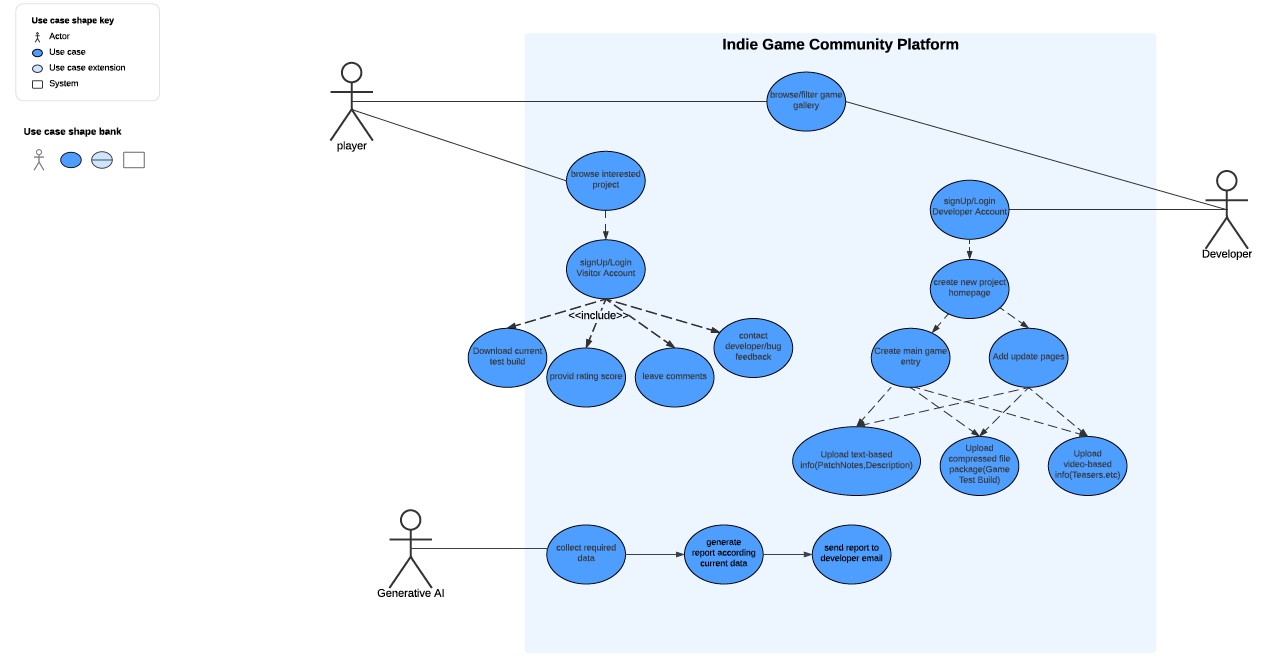 Use case shape key
Actor
Use case
Use case extension
System
Use case shape bank
Indie Game Community Platform
player
browse/filter game
gallery
browse interested
project
signUp/Login
Developer Account
Developer
signUp/Login
Visitor Account
create new project
homepage
<<include>>
Download current
test build
provid rating score
leave comments
contact
developer/bug
feedback
Create main game
entry
Add update pages
Upload text-based
info(PatchNotes,Description)
Upload
compressed file
package(Game
Test Build)
Upload
video-based
info(Teasers.etc)
Generative AI
collect required
data
generate
report according
current data
send report to
developer email